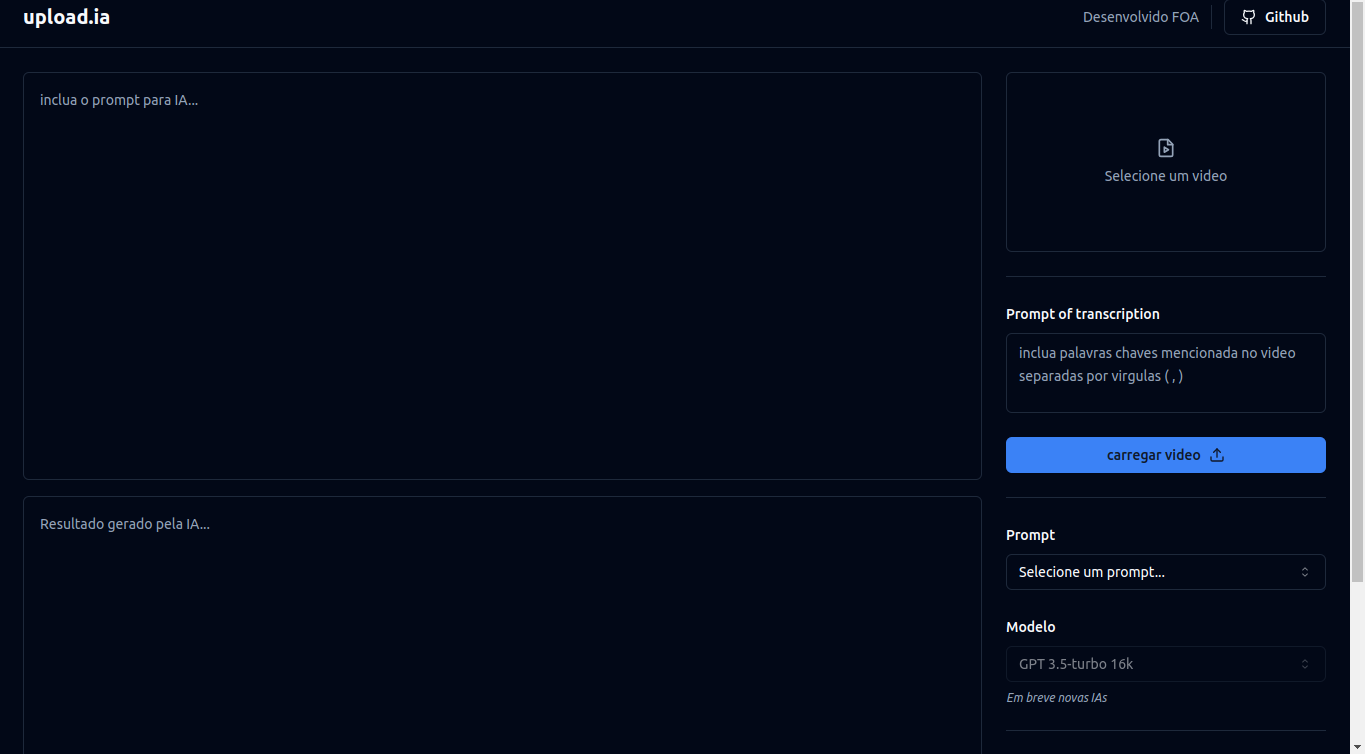 upload.ia
Desenvolvido FOA
Github
inclua o prompt para IA...
Selecione um video
Prompt of transcription
inclua palavras chaves mencionada no video
separadas por virgulas ( , )
carregar video
Resultado gerado pela IA...
Prompt
Selecione um prompt...
Modelo
GPT 3.5-turbo 16k
Em breve novas IAs